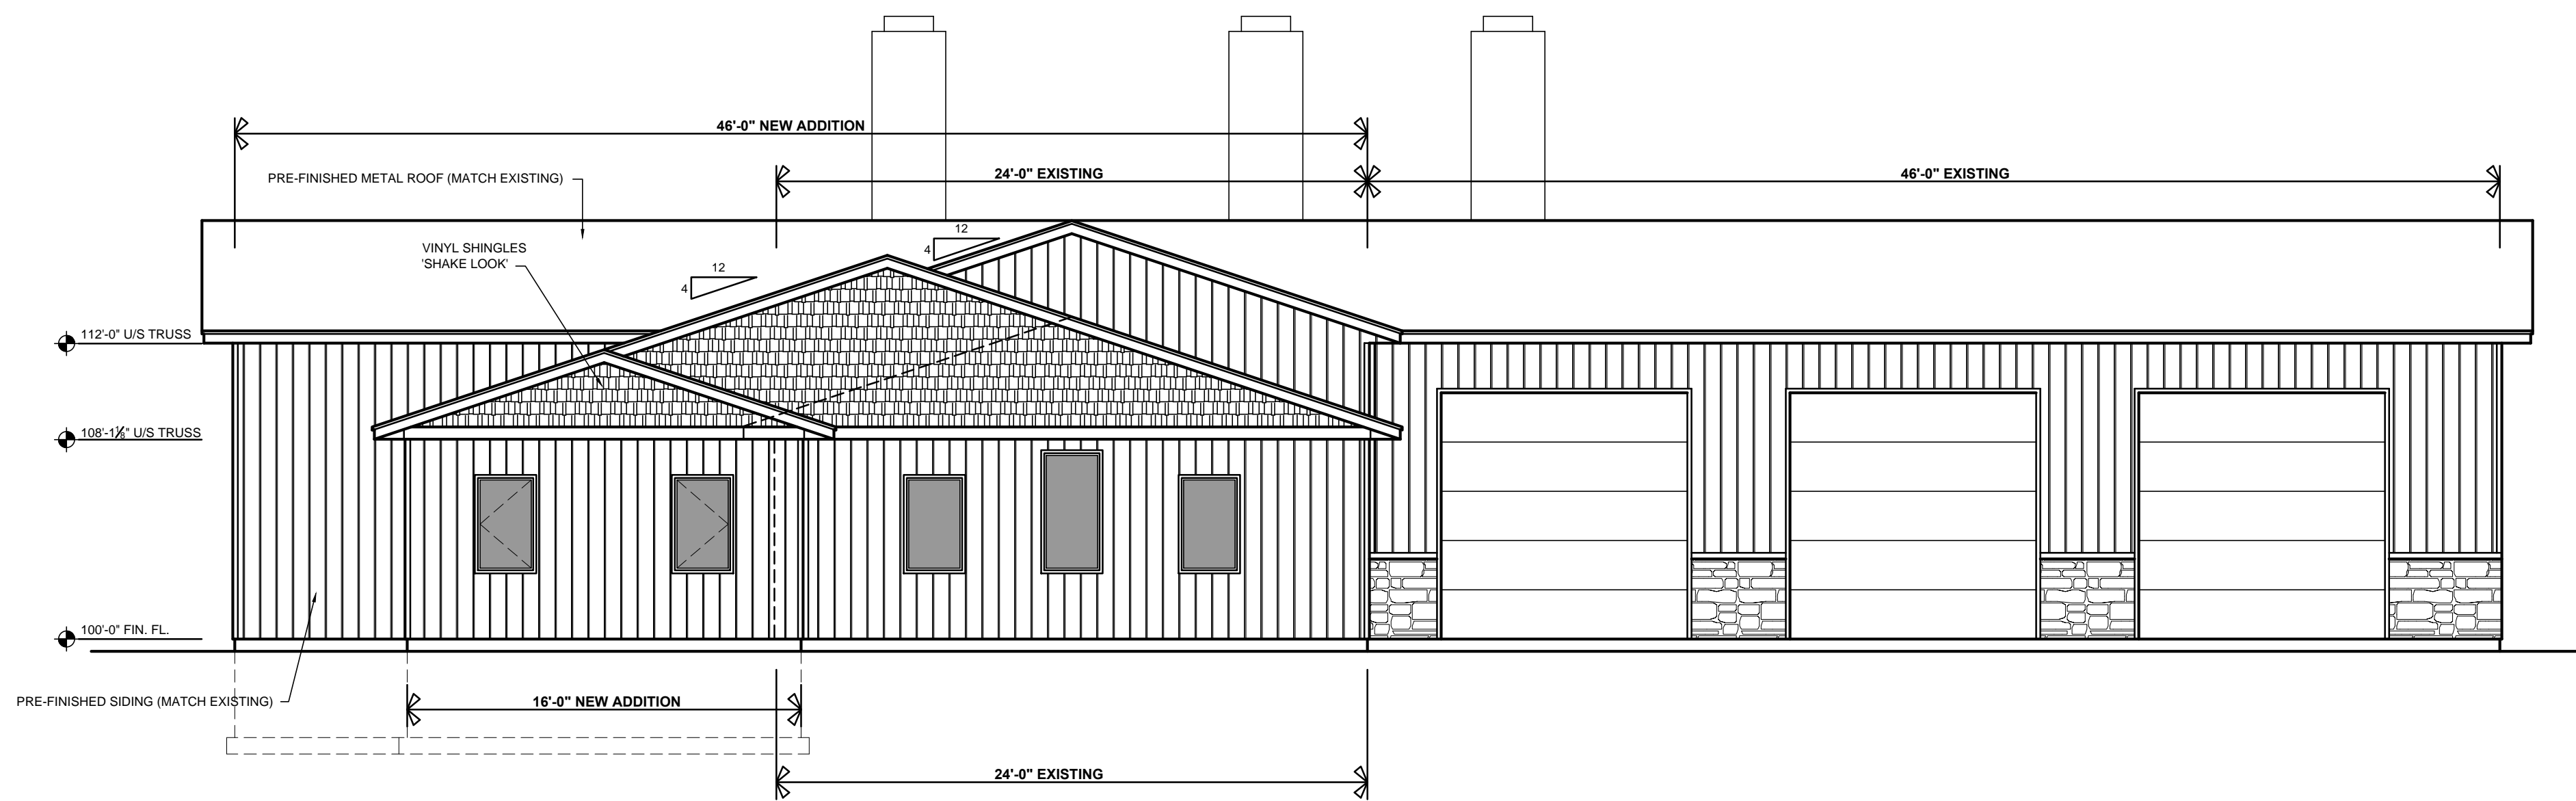 46'-0" NEW ADDITION
24'-0" EXISTING
46'-0" EXISTING
PRE-FINISHED METAL ROOF (MATCH EXISTING)
12
4
VINYL SHINGLES
'SHAKE LOOK'
12
4
112'-0" U/S TRUSS
108'-1⅛" U/S TRUSS
100'-0" FIN. FL.
PRE-FINISHED SIDING (MATCH EXISTING)
16'-0" NEW ADDITION
24'-0" EXISTING